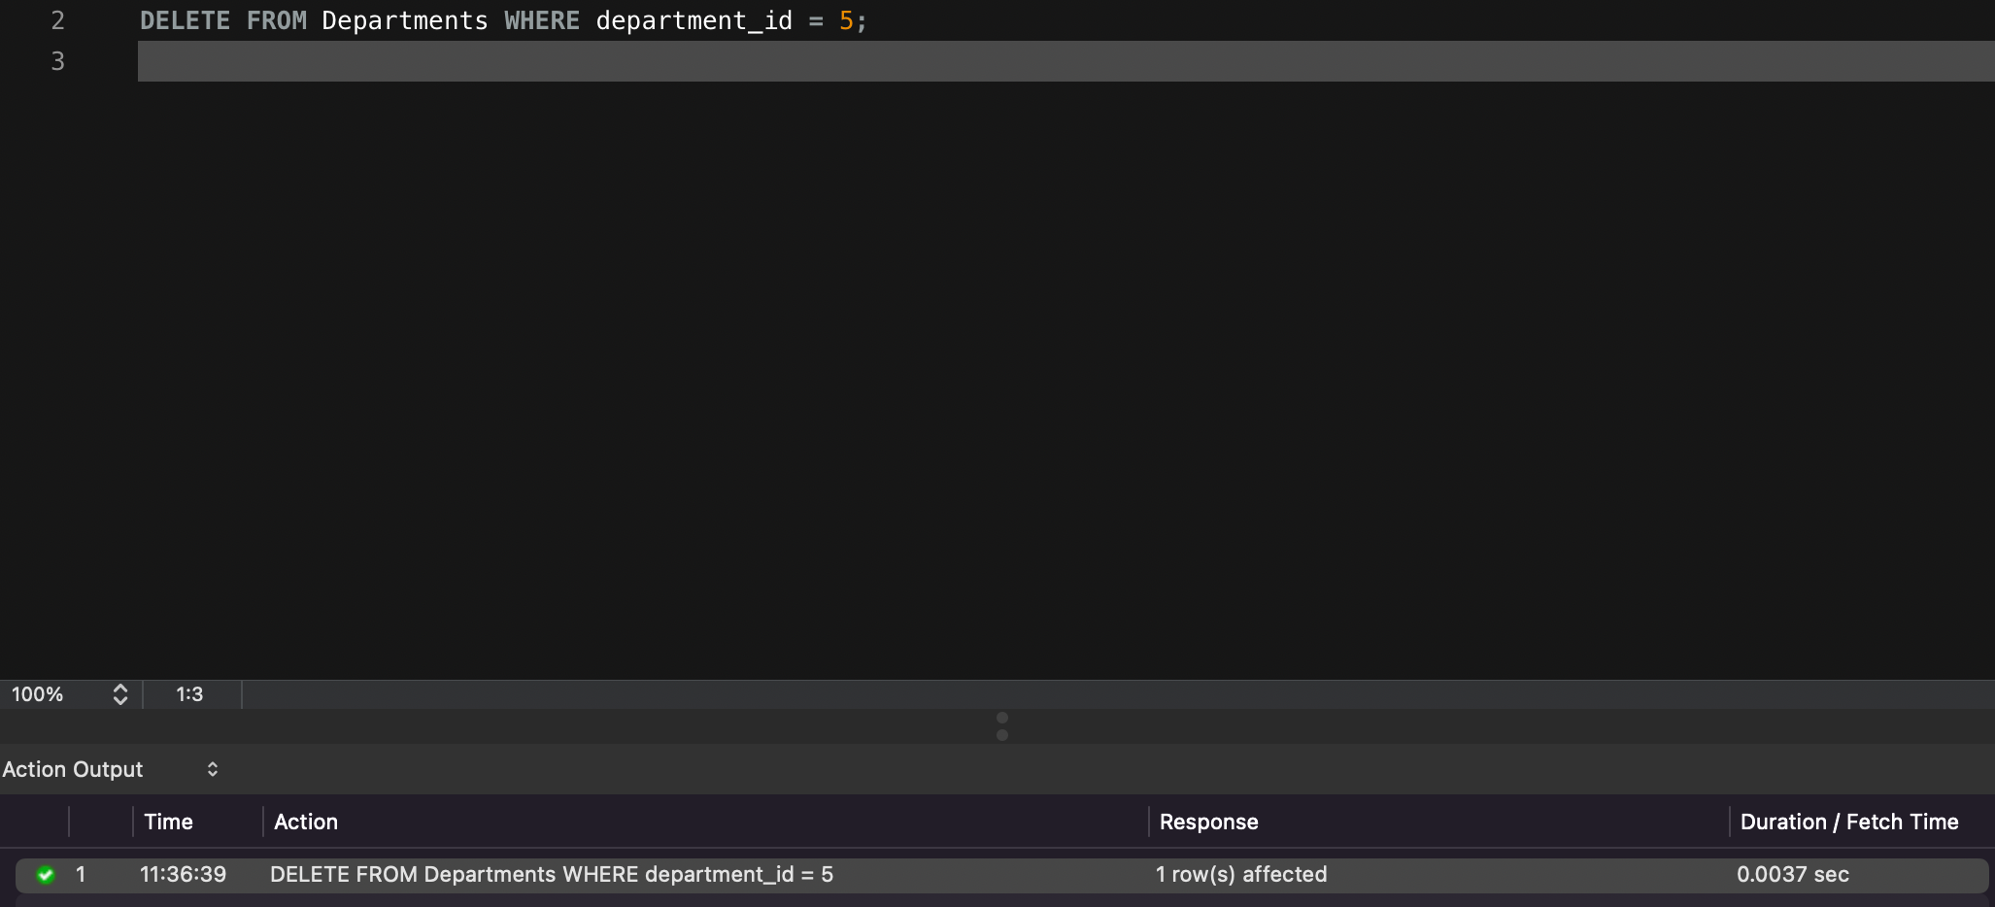 2 DELETE FROM Departments WHERE department_id = 5;
3
100% 1:3
Action Output
Time Action Response Duration / Fetch Time
1 11:36:39 DELETE FROM Departments WHERE department_id = 5 1 row(s) affected 0.0037 sec